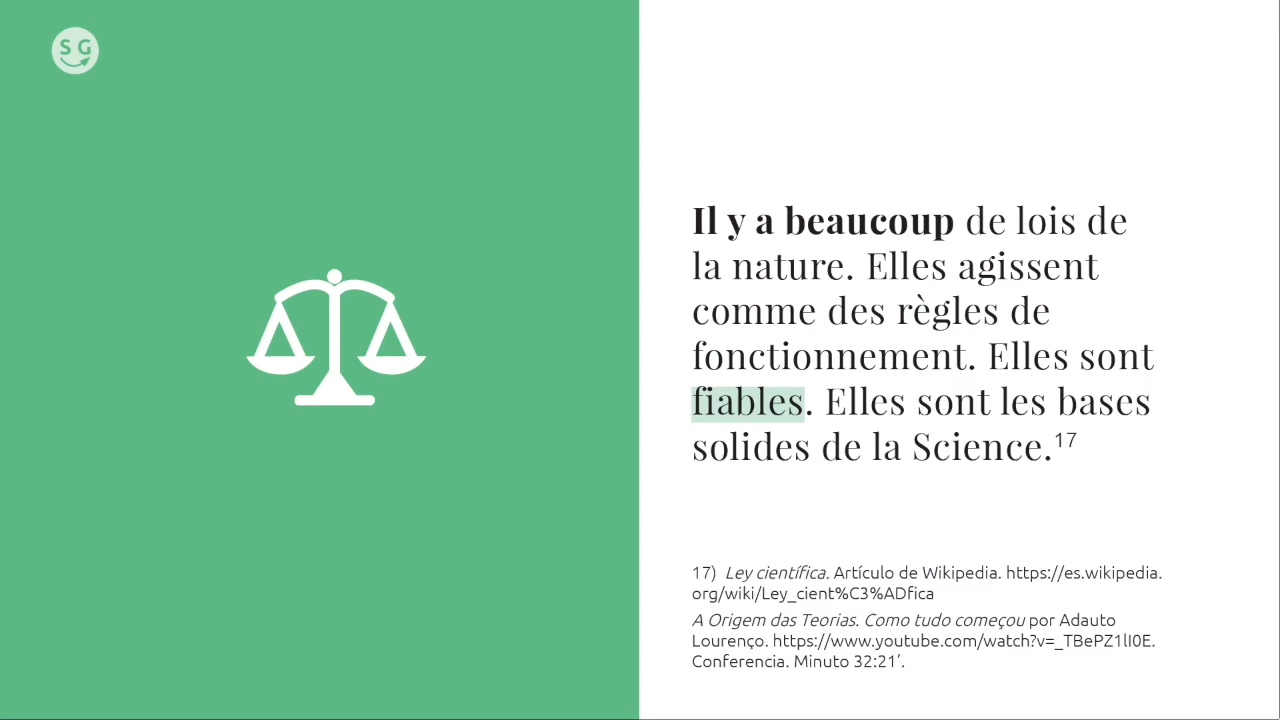 S G
Il y a beaucoup de lois de
la nature. Elles agissent
comme des règles de
fonctionnement. Elles sont
fiables. Elles sont les bases
solides de la Science.17
17) Ley científica. Artículo de Wikipedia. https://es.wikipedia.
org/wiki/Ley_cient%C3%ADfica
A Origem das Teorias. Como tudo começou por Adauto
Lourenço. https://www.youtube.com/watch?v=_TBePZ1lI0E.
Conferencia. Minuto 32:21’.